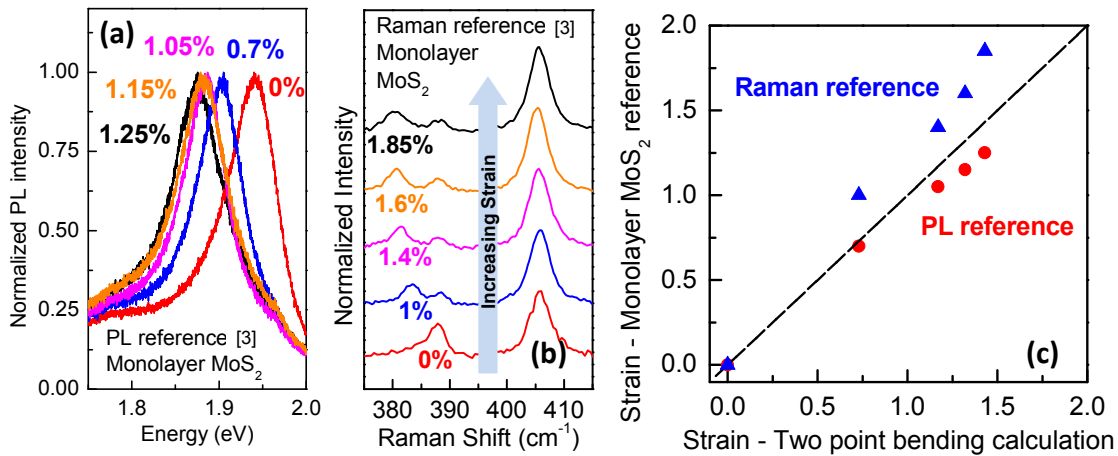 (a)
1.05%
0.7%
0%
1.15%
1.25%
1.00
0.75
0.50
0.25
0.00
Normalized PL intensity
PL reference [3]
Monolayer MoS2
1.8
1.9
2.0
Energy (eV)
Raman reference [3]
Monolayer
MoS2
1.85%
1.6%
1.4%
1%
0%
Increasing Strain
(b)
Normalized Intensity
380
390
400
410
Raman Shift (cm-1)
Strain - Monolayer MoS2 reference
2.0
1.5
1.0
0.5
0.0
Raman reference
PL reference
(c)
0.0
0.5
1.0
1.5
2.0
Strain - Two point bending calculation